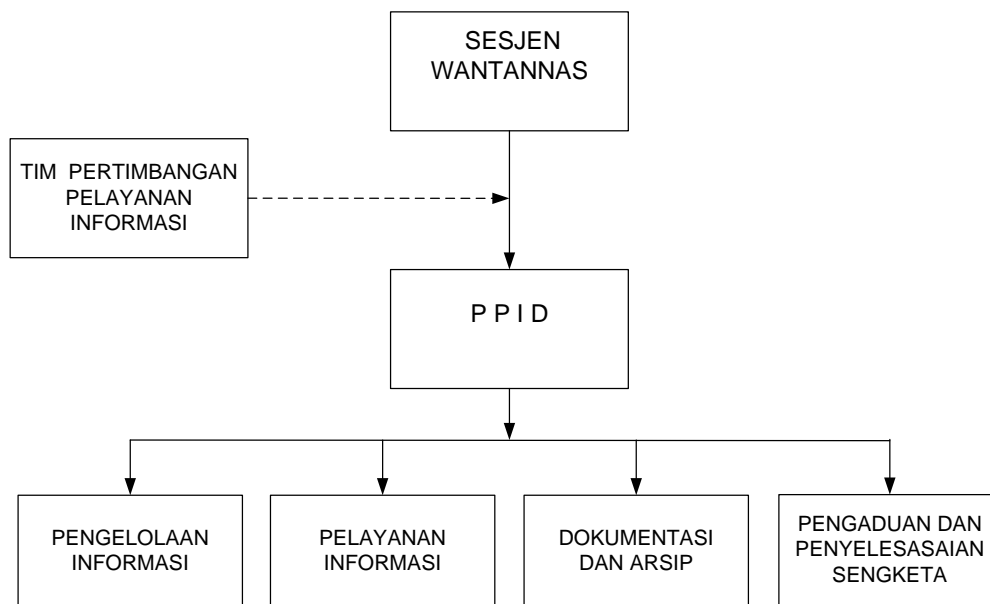 SESJEN
WANTANNAS
TIM PERTIMBANGAN
PELAYANAN
INFORMASI
P P I D
PENGELOLAAN
INFORMASI
PELAYANAN
INFORMASI
DOKUMENTASI
DAN ARSIP
PENGADUAN DAN
PENYELESASAIAN
SENGKETA